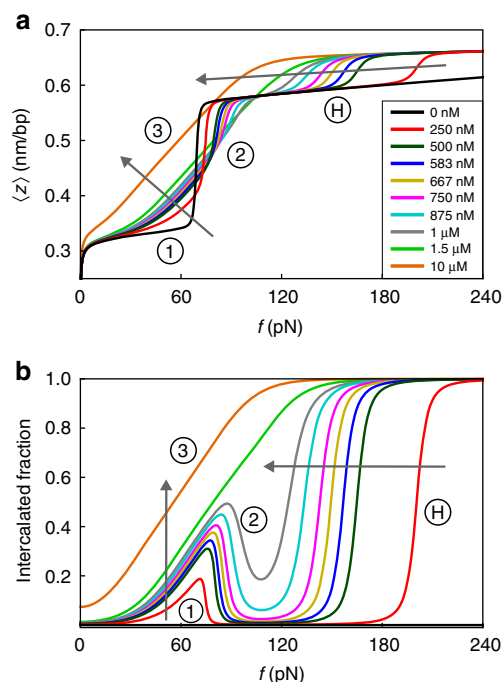 a
0.7
0.6
0.5
0.4
0.3
⟨z⟩ (nm/bp)
3
2
1
H
0 nM
250 nM
500 nM
583 nM
667 nM
750 nM
875 nM
1 μM
1.5 μM
10 μM
0 60 120 180 240
f (pN)
b
1.0
0.8
0.6
0.4
0.2
Intercalated fraction
3
2
H
1
0 60 120 180 240
f (pN)